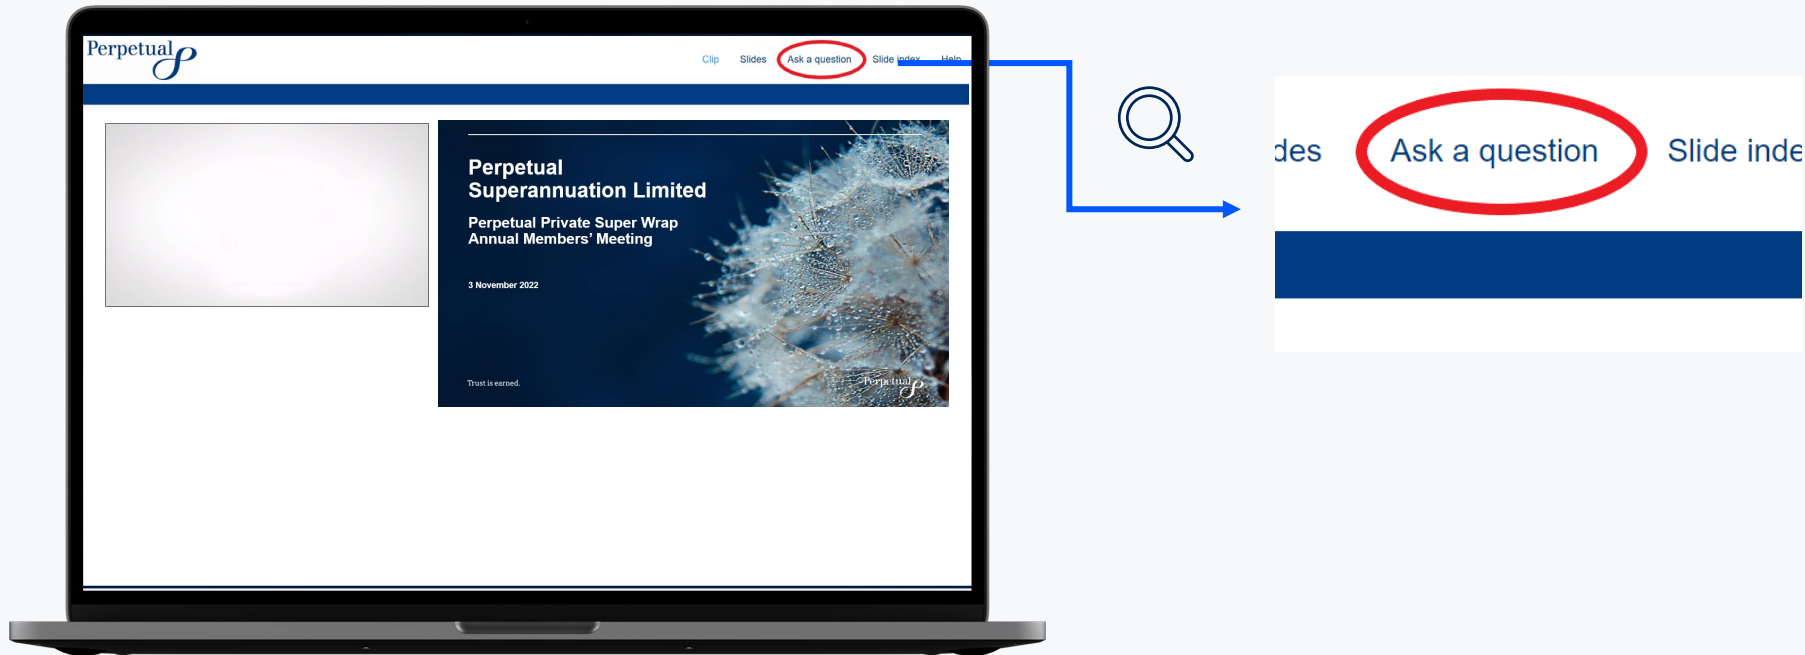 Perpetual
Clip Slides Ask a question Slide index Help
Perpetual
Superannuation Limited
Perpetual Private Super Wrap
Annual Members' Meeting
3 November 2022
Trust is earned.
Perpetual
des Ask a question Slide inde